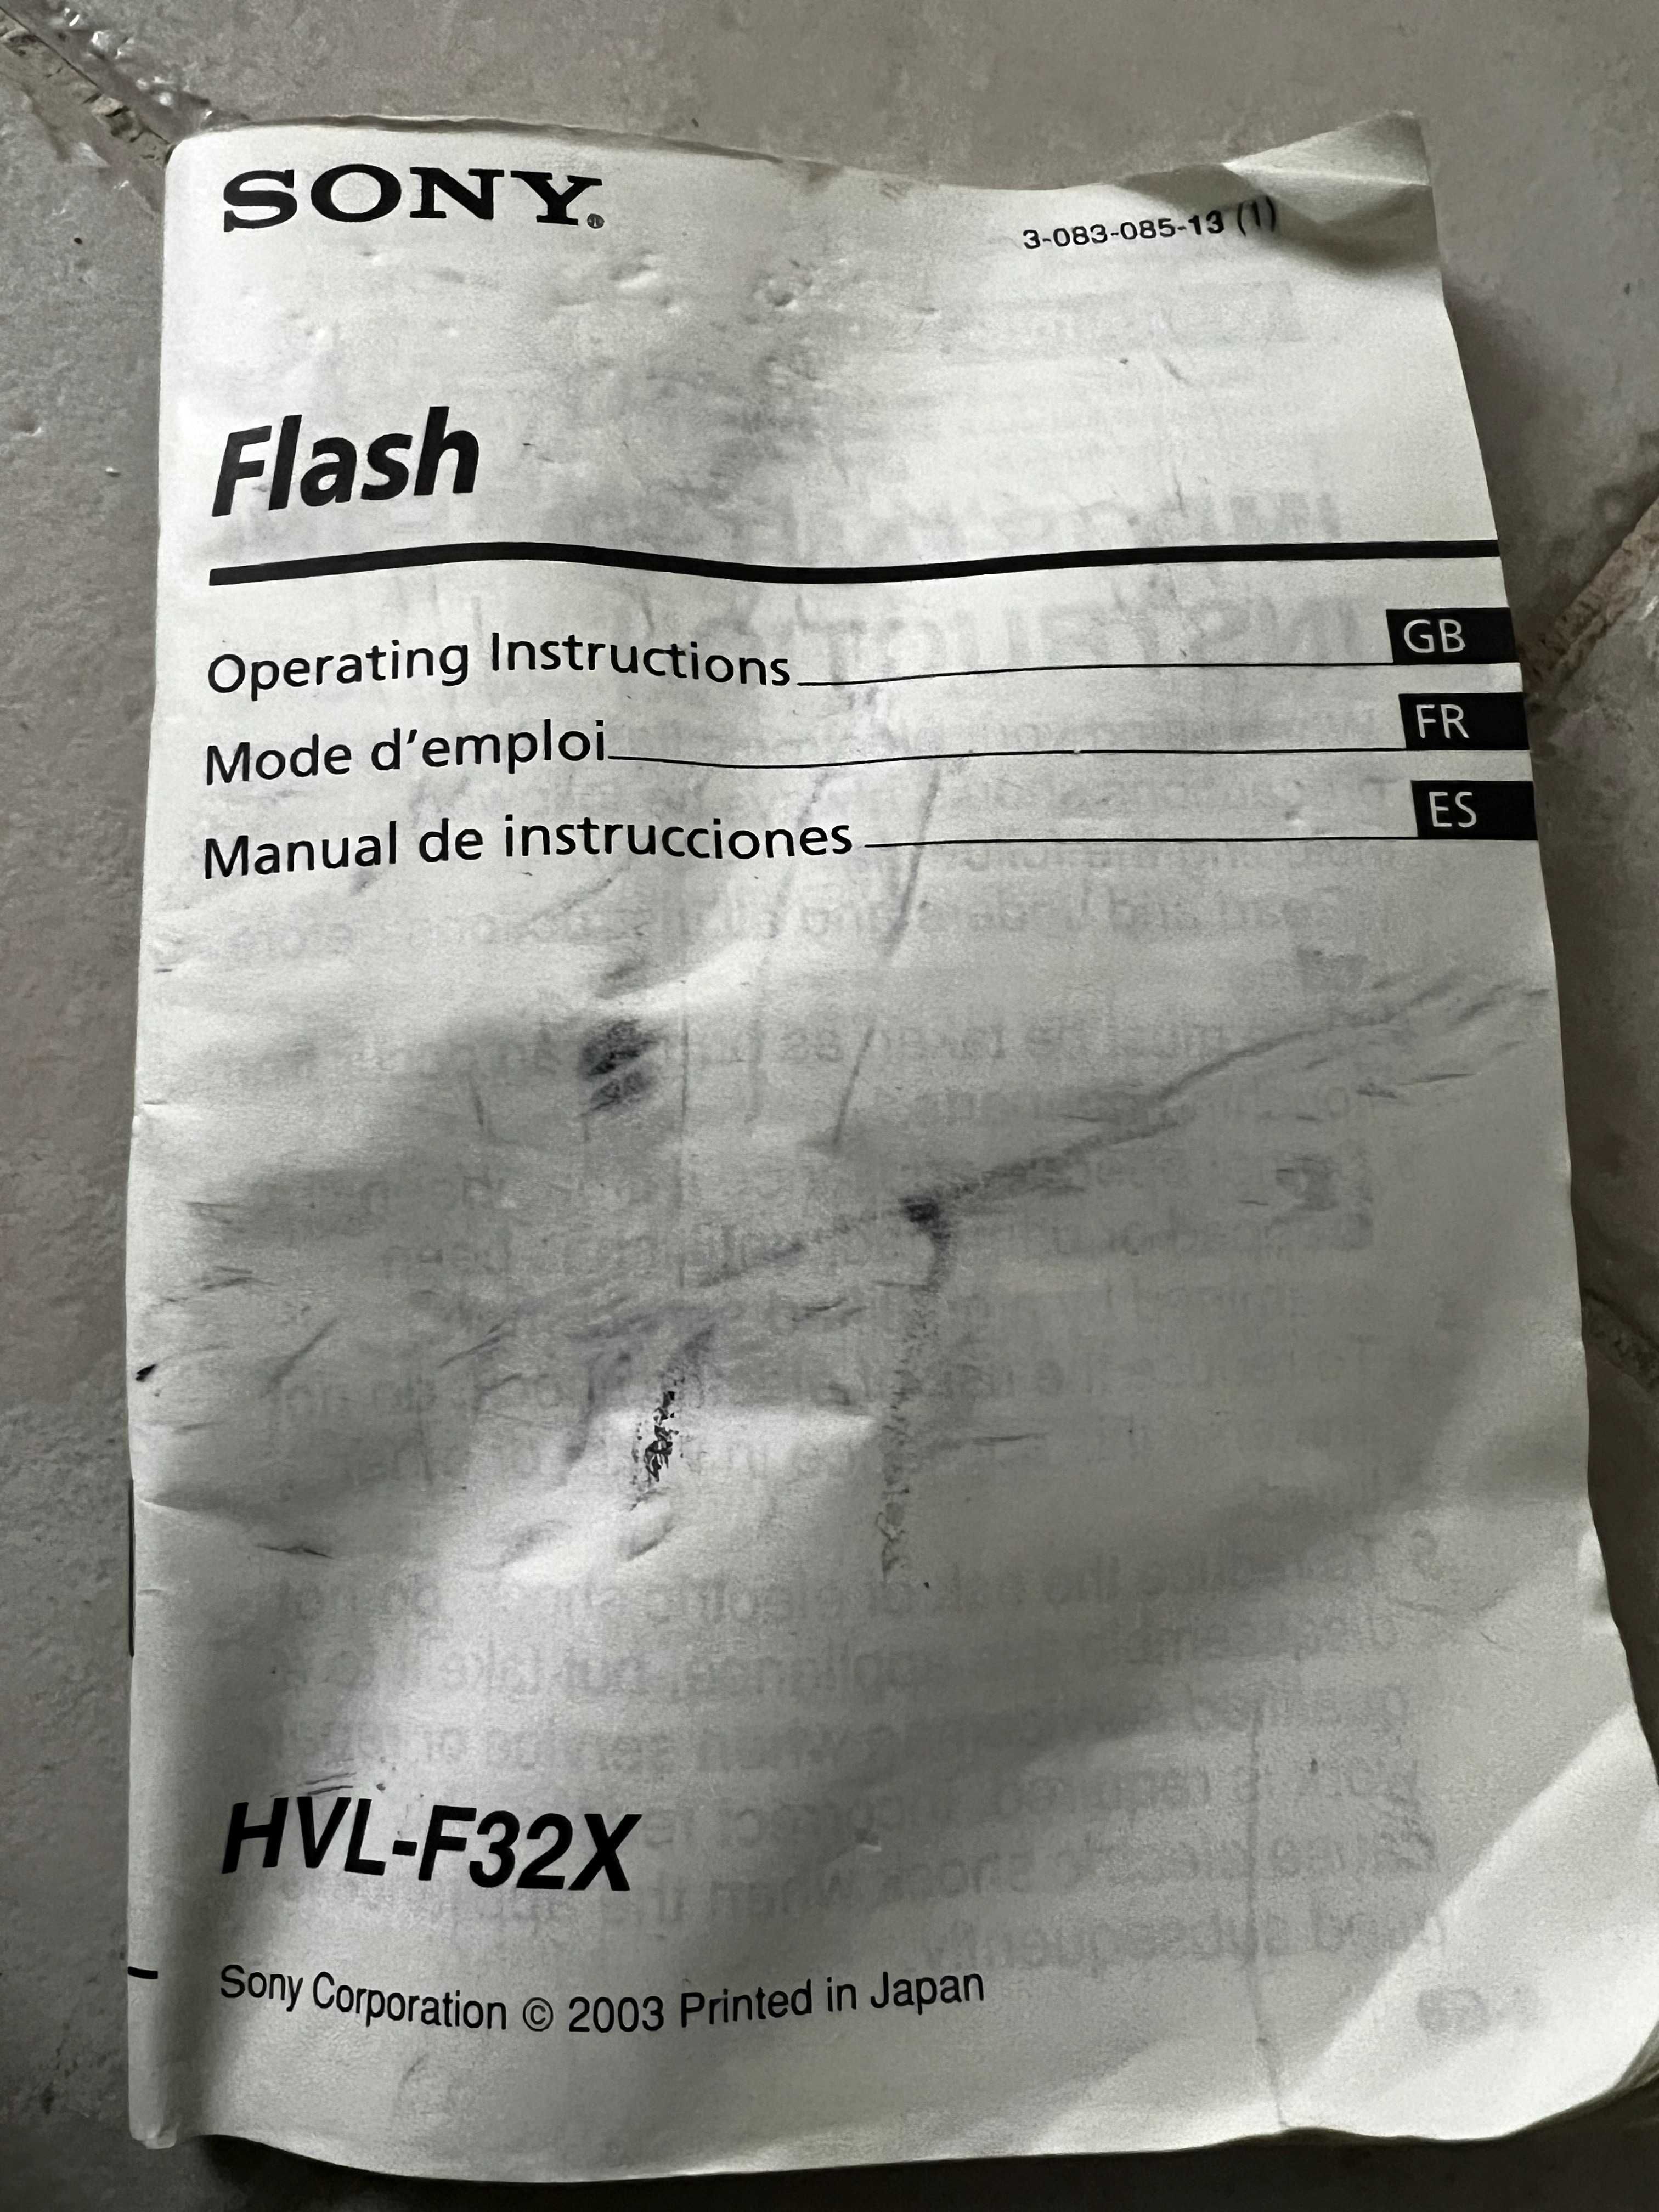 SONY®
3-083-085-13 (1)
Flash
Operating Instructions GB
Mode d'emploi FR
Manual de instrucciones ES
HVL-F32X
Sony Corporation © 2003 Printed in Japan